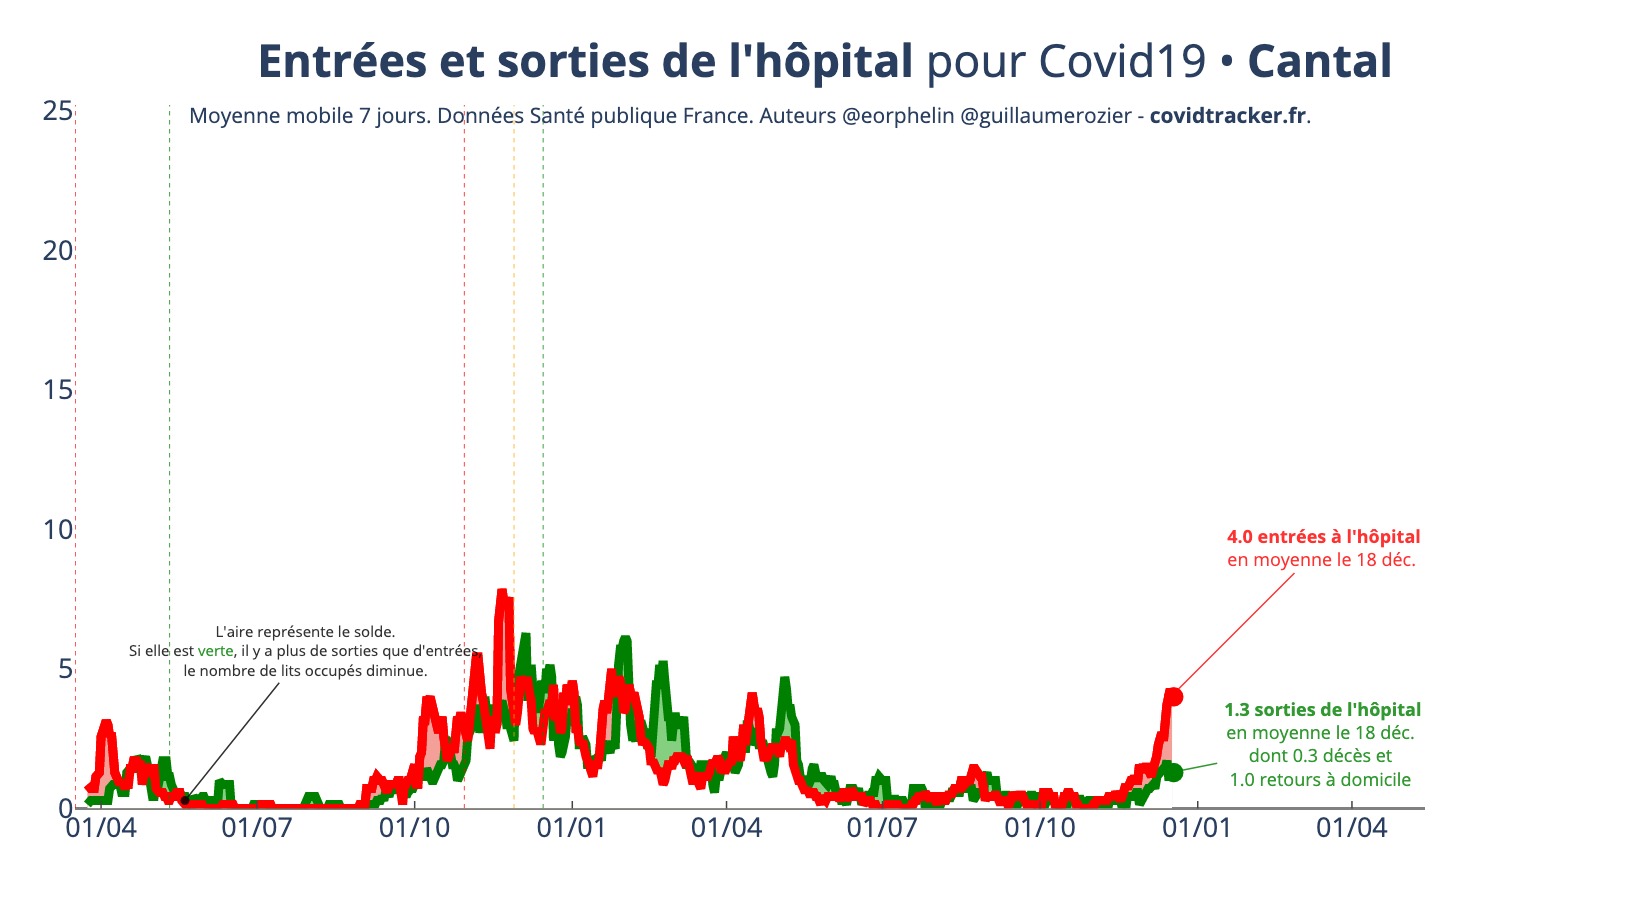 Entrées et sorties de l'hôpital pour Covid19 • Cantal
Moyenne mobile 7 jours. Données Santé publique France. Auteurs @eorphelin @guillaumerozier - covidtracker.fr.
25
20
15
10
5
0
4.0 entrées à l'hôpital
en moyenne le 18 déc.
L'aire représente le solde.
Si elle est verte, il y a plus de sorties que d'entrées,
le nombre de lits occupés diminue.
1.3 sorties de l'hôpital
en moyenne le 18 déc.
dont 0.3 décès et
1.0 retours à domicile
01/04 01/07 01/10 01/01 01/04 01/07 01/10 01/01 01/04